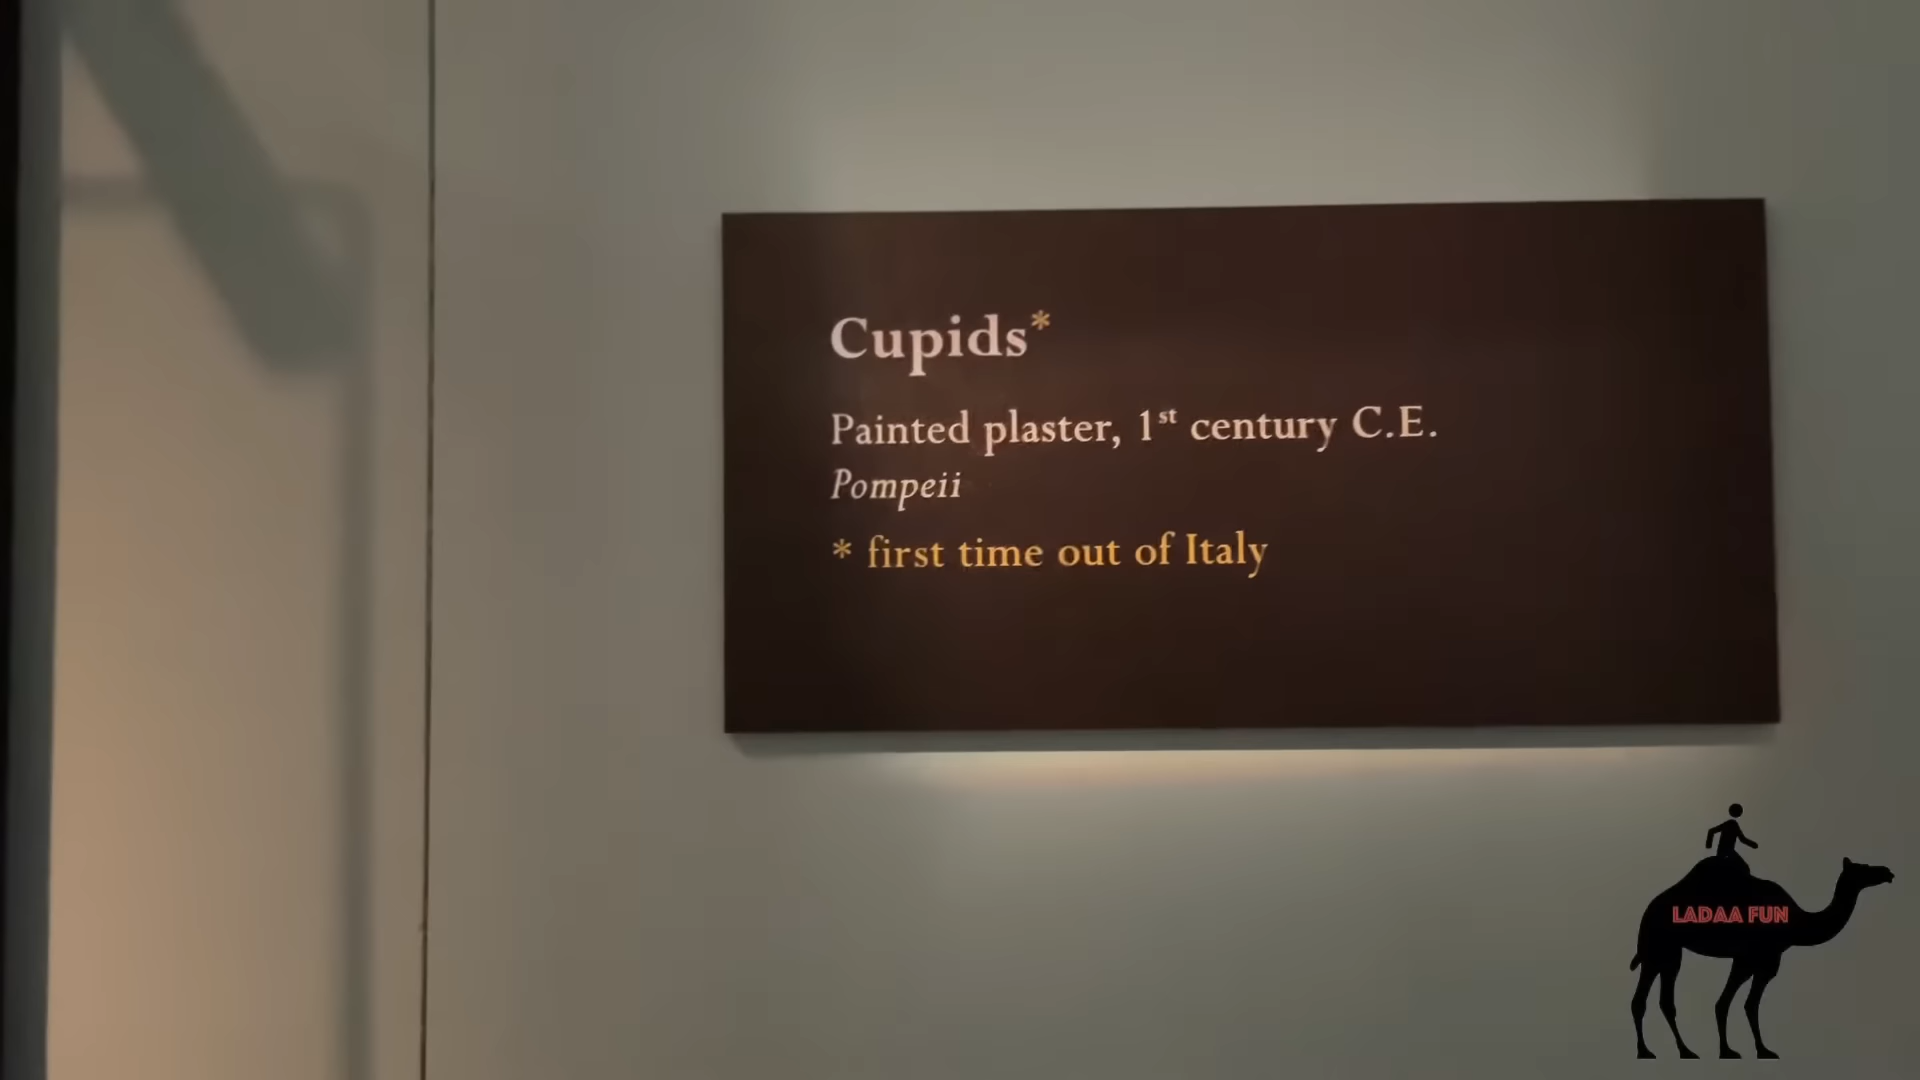 Cupids*
Painted plaster, 1st century C.E.
Pompeii
* first time out of Italy
LADAA FUN